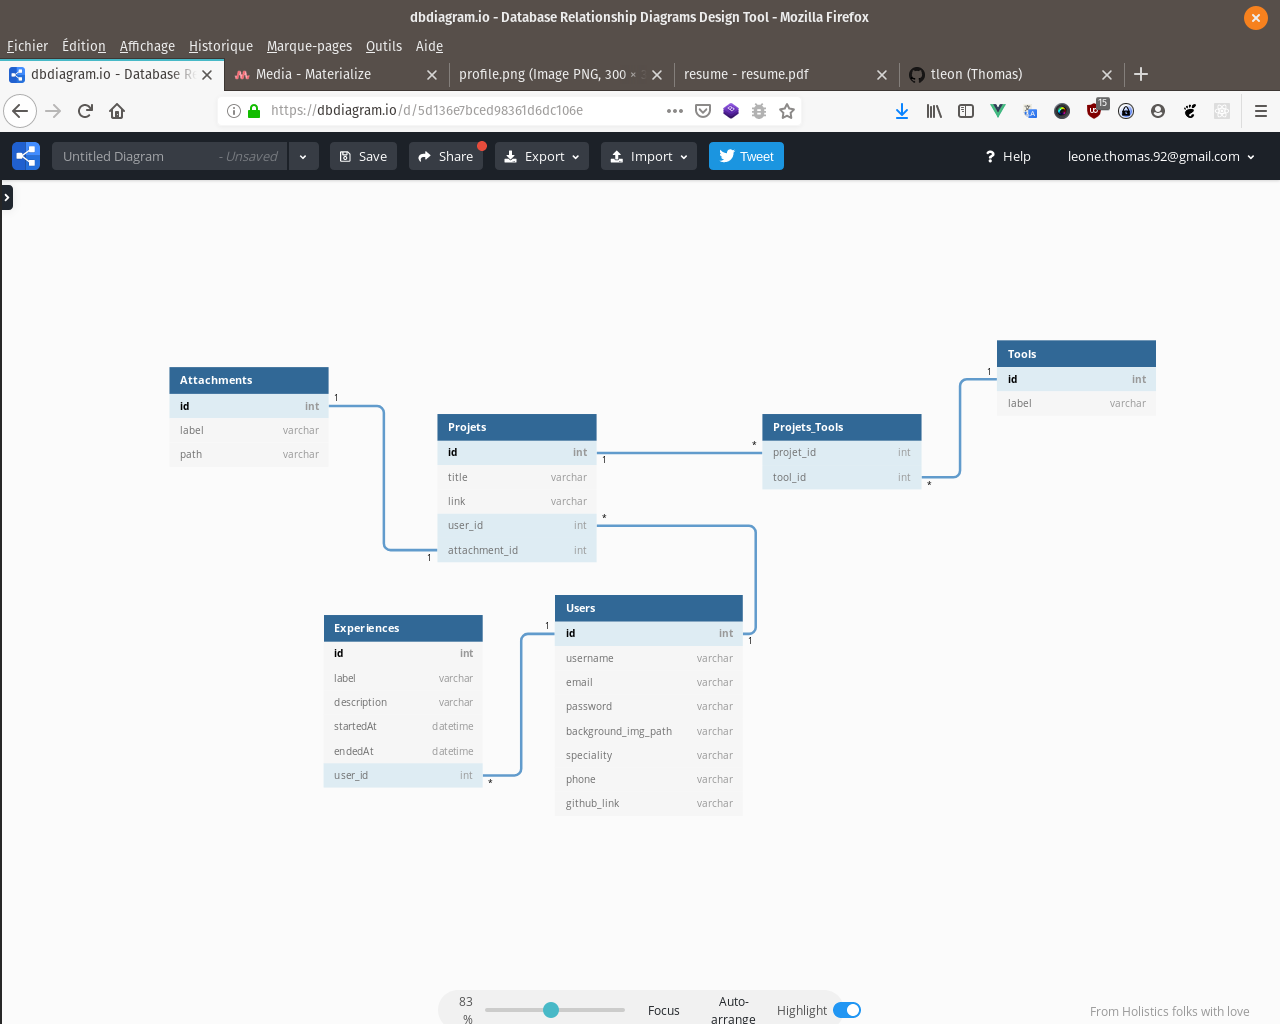 dbdiagram.io - Database Relationship Diagrams Design Tool - Mozilla Firefox
Fichier Édition Affichage Historique Marque-pages Outils Aide
dbdiagram.io - Database Re
Media - Materialize
profile.png (Image PNG, 300 ×
resume - resume.pdf
tleon (Thomas)
https://dbdiagram.io/d/5d136e7bced98361d6dc106e
15
Untitled Diagram - Unsaved
Save
Share
Export
Import
Tweet
? Help
leone.thomas.92@gmail.com
Attachments
id int
label varchar
path varchar
1
1
Projets
id int
title varchar
link varchar
user_id int
attachment_id int
1
*
*
Projets_Tools
projet_id int
tool_id int
*
1
Tools
id int
label varchar
Experiences
id int
label varchar
description varchar
startedAt datetime
endedAt datetime
user_id int
*
1
Users
id int
username varchar
email varchar
password varchar
background_img_path varchar
speciality varchar
phone varchar
github_link varchar
1
83
%
Focus
Auto-
arrange
Highlight
From Holistics folks with love